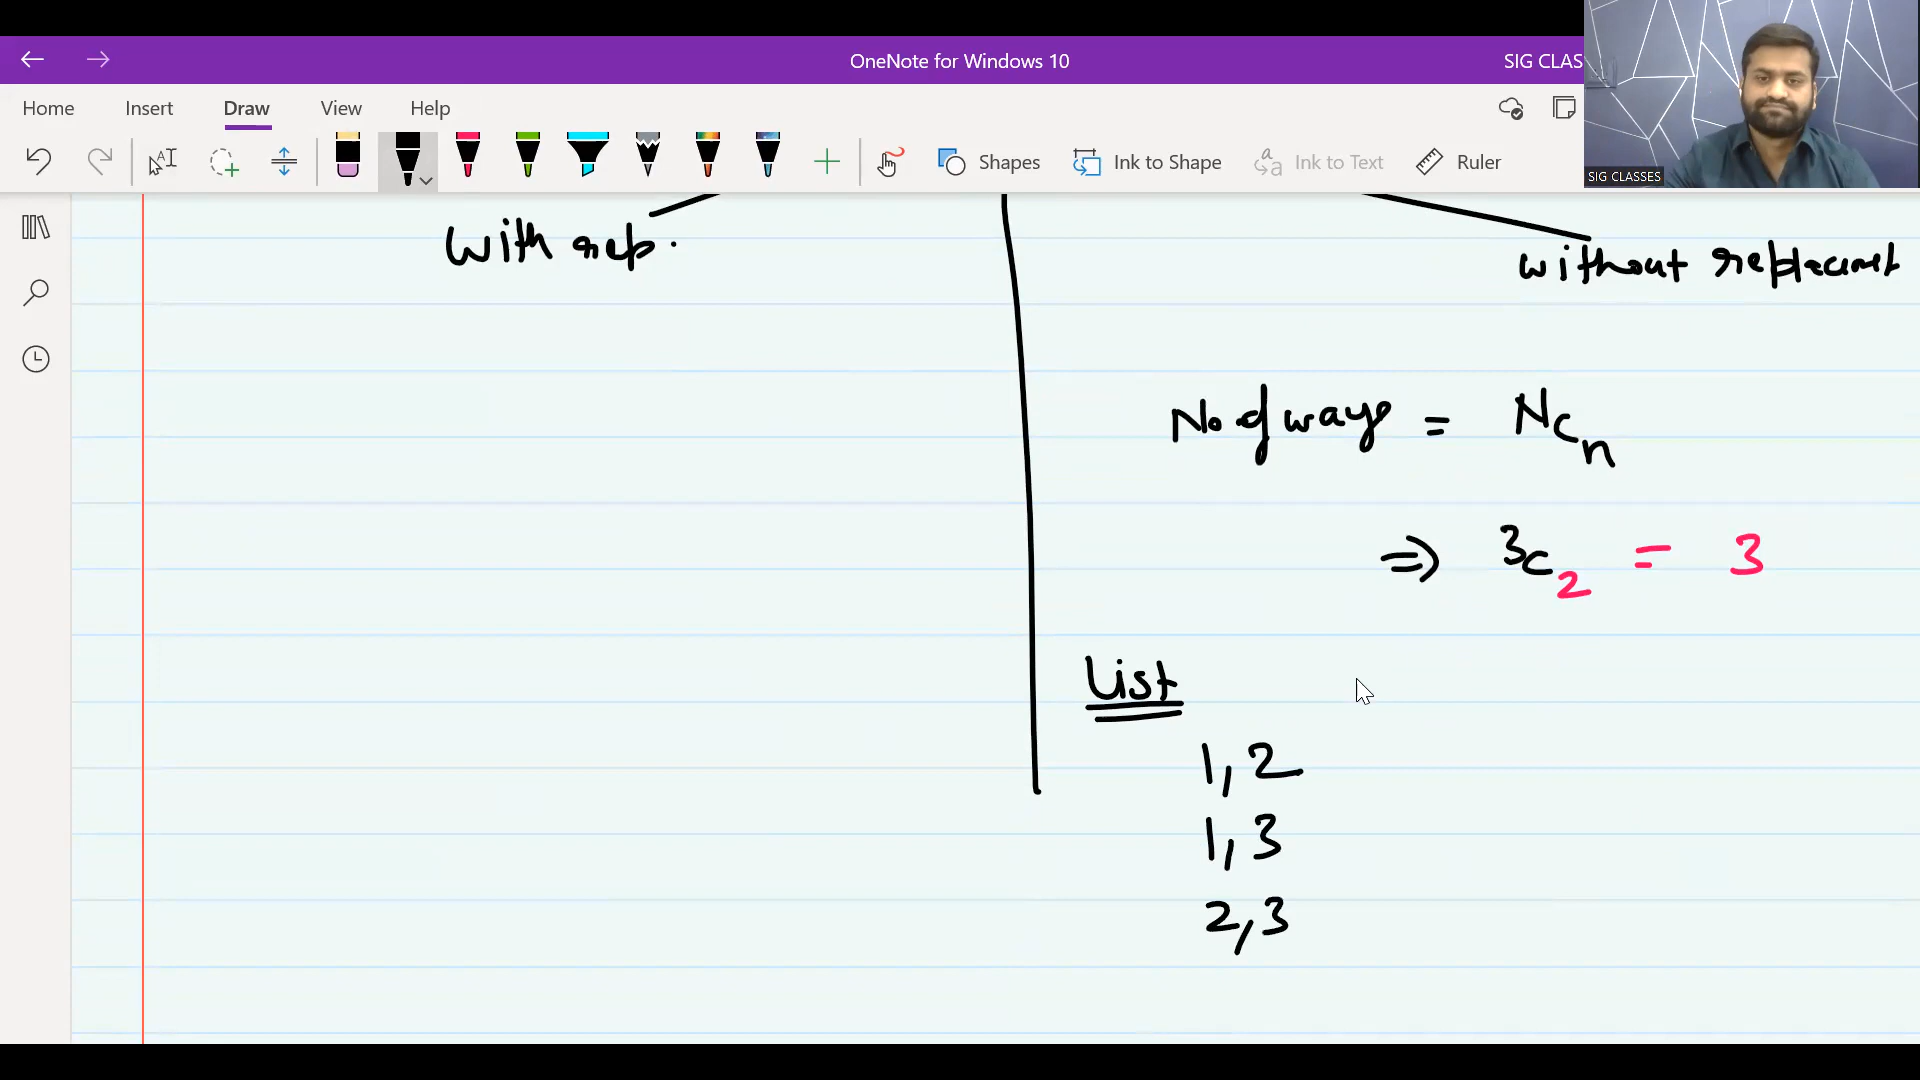 OneNote for Windows 10
SIG CLAS
Home Insert Draw View Help
Shapes Ink to Shape Ink to Text Ruler
SIG CLASSES
With rep.
without replacemt
No of ways = NCn
⇒ 3C2 = 3
List
1, 2
1, 3
2, 3